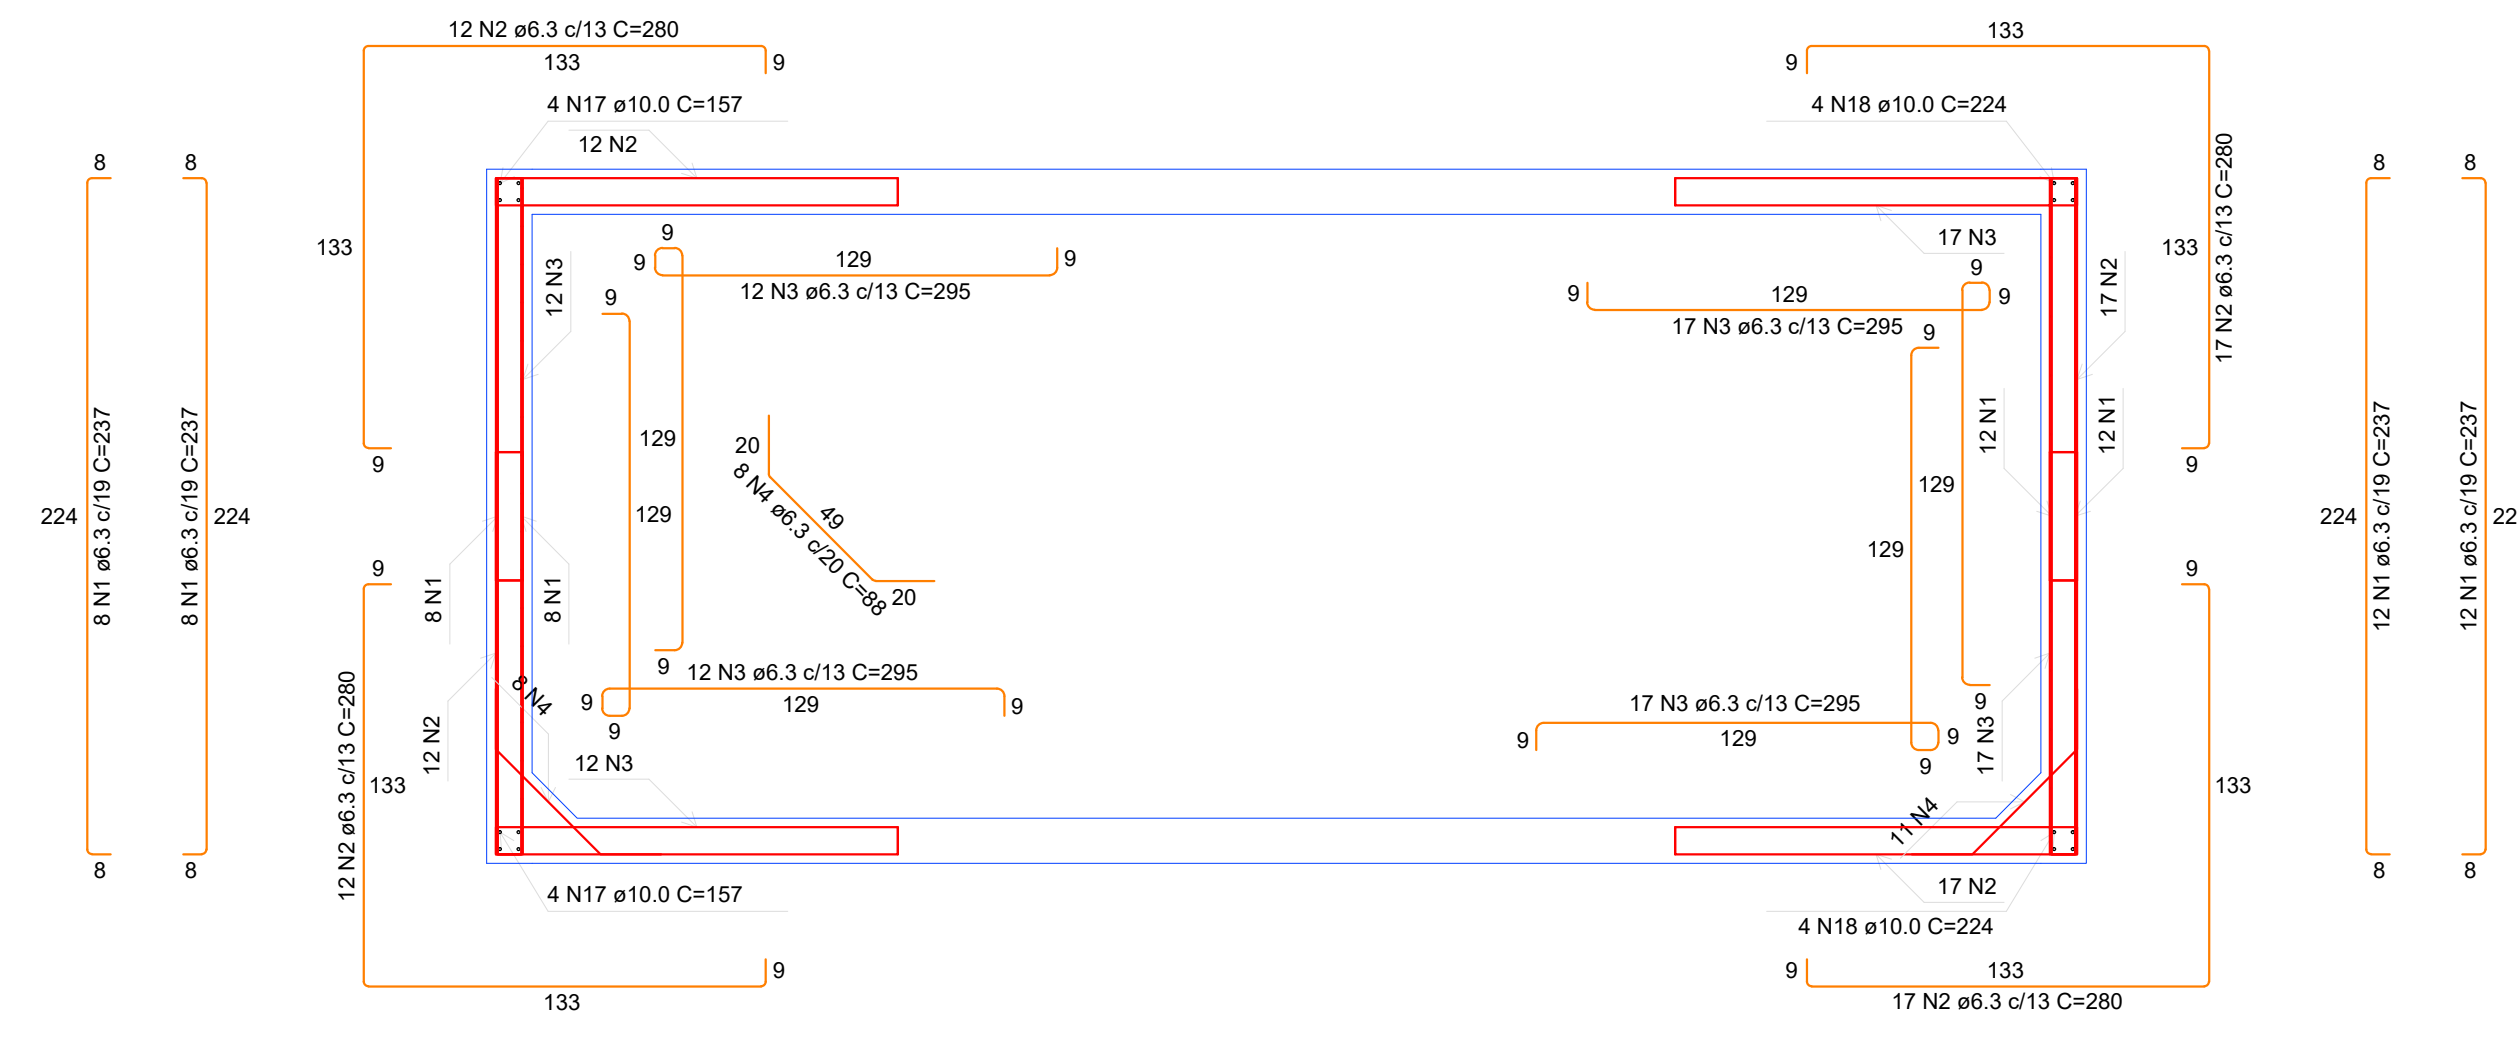 12 N2 ø6.3 c/13 C=280
133
9
133
9
4 N17 ø10.0 C=157
12 N2
133
9
4 N18 ø10.0 C=224
17 N2 ø6.3 c/13 C=280
133
9
8
8
224
8 N1 ø6.3 c/19 C=237
8 N1 ø6.3 c/19 C=237
224
8
8
12 N3
9
9
129
9
12 N3 ø6.3 c/13 C=295
9
129
129
9
20
8 N4 ø6.3 c/20 C=88
49
20
17 N3
9
9
129
9
17 N3 ø6.3 c/13 C=295
9
129
129
9
17 N2
12 N1
12 N1
8
8
224
12 N1 ø6.3 c/19 C=237
12 N1 ø6.3 c/19 C=237
22
8
8
8 N1
8 N1
9
12 N2 ø6.3 c/13 C=280
133
12 N2
8 N4
12 N3 ø6.3 c/13 C=295
129
9
9
9
12 N3
17 N3 ø6.3 c/13 C=295
129
9
9
9
17 N3
11 N4
9
133
4 N17 ø10.0 C=157
17 N2
4 N18 ø10.0 C=224
9
133
9
133
17 N2 ø6.3 c/13 C=280